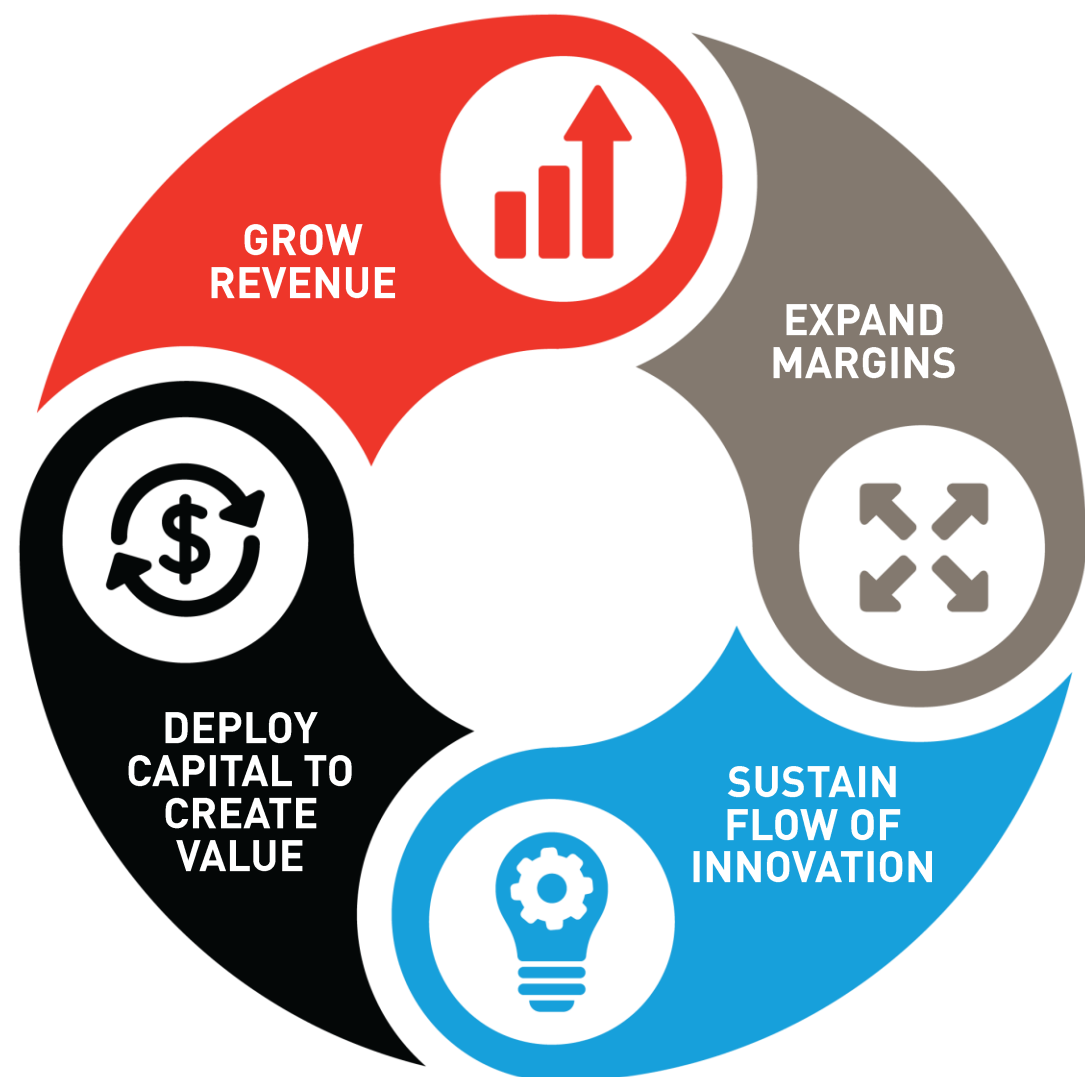 GROW
REVENUE
EXPAND
MARGINS
SUSTAIN
FLOW OF
INNOVATION
DEPLOY
CAPITAL TO
CREATE
VALUE
$